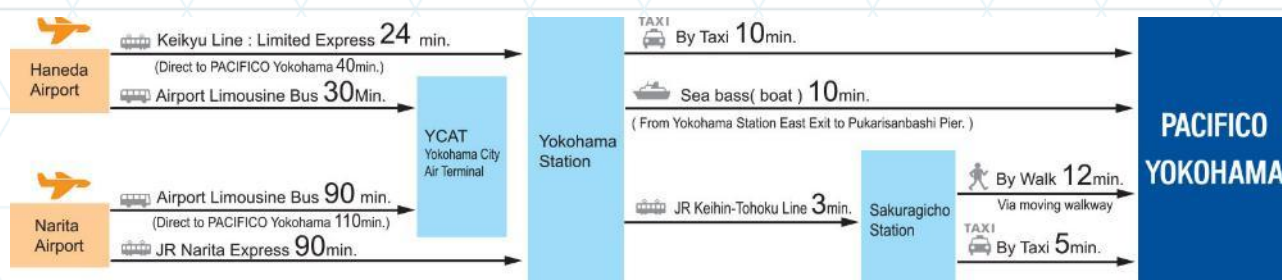 Haneda
Airport
Keikyu Line : Limited Express 24 min.
(Direct to PACIFICO Yokohama 40min.)
Airport Limousine Bus 30Min.
Narita
Airport
Airport Limousine Bus 90 min.
(Direct to PACIFICO Yokohama 110min.)
JR Narita Express 90min.
YCAT
Yokohama City
Air Terminal
Yokohama
Station
TAXI
By Taxi 10min.
Sea bass( boat ) 10min.
( From Yokohama Station East Exit to Pukarisanbashi Pier. )
JR Keihin-Tohoku Line 3min.
Sakuragicho
Station
By Walk 12min.
Via moving walkway
TAXI
By Taxi 5min.
PACIFICO
YOKOHAMA